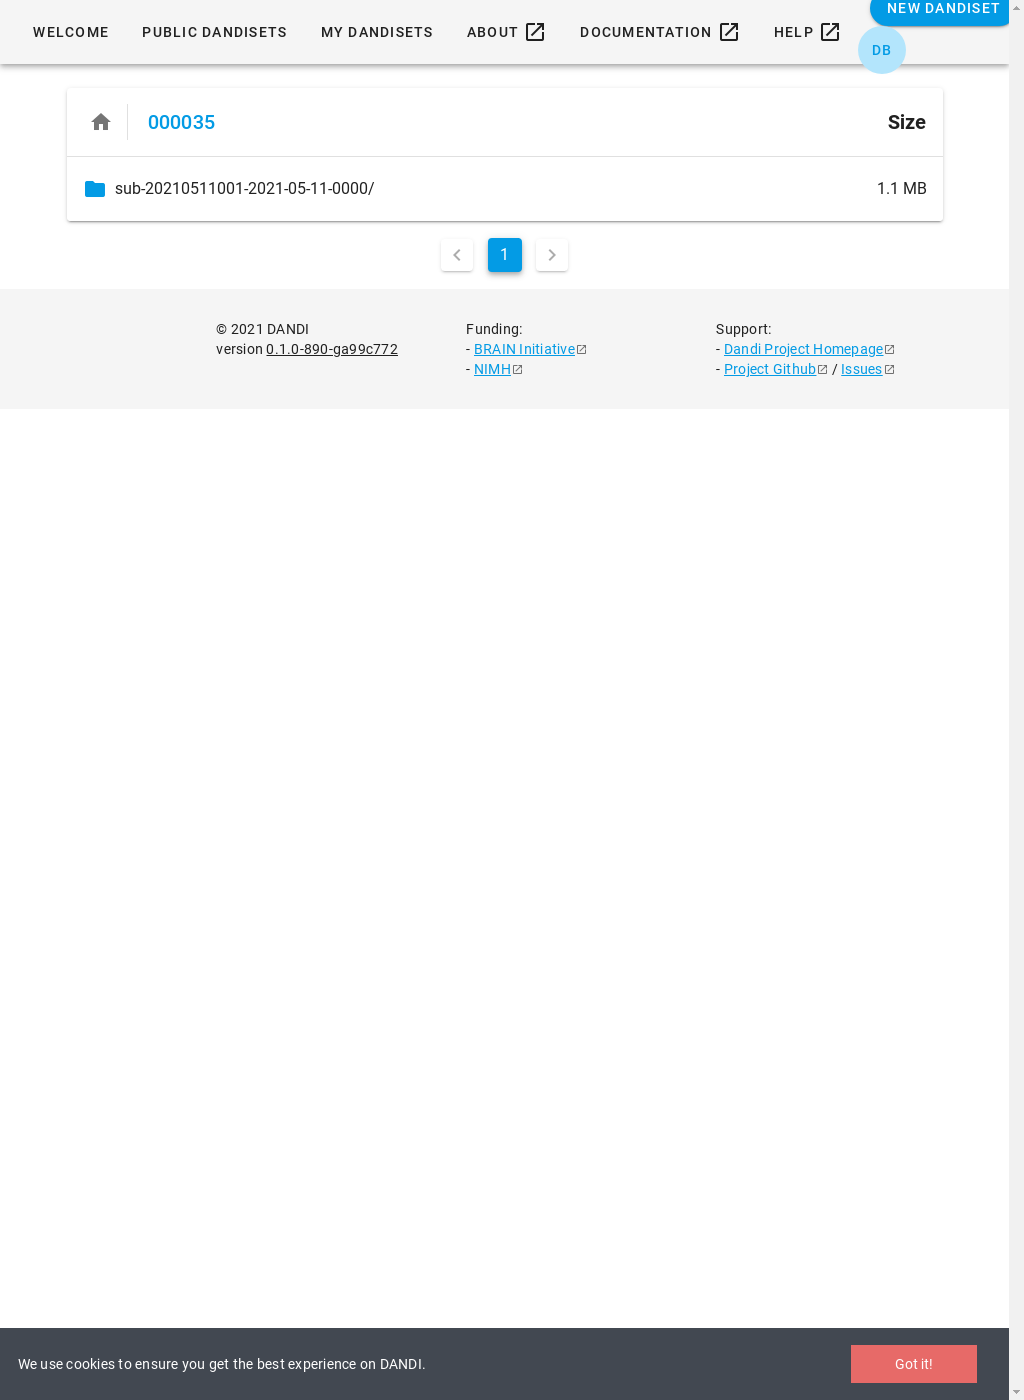 NEW DANDISET
WELCOME PUBLIC DANDISETS MY DANDISETS ABOUT DOCUMENTATION HELP
DB
000035 Size
sub-20210511001-2021-05-11-0000/ 1.1 MB
1
© 2021 DANDI
version 0.1.0-890-ga99c772
Funding:
- BRAIN Initiative
- NIMH
Support:
- Dandi Project Homepage
- Project Github / Issues
We use cookies to ensure you get the best experience on DANDI.
Got it!